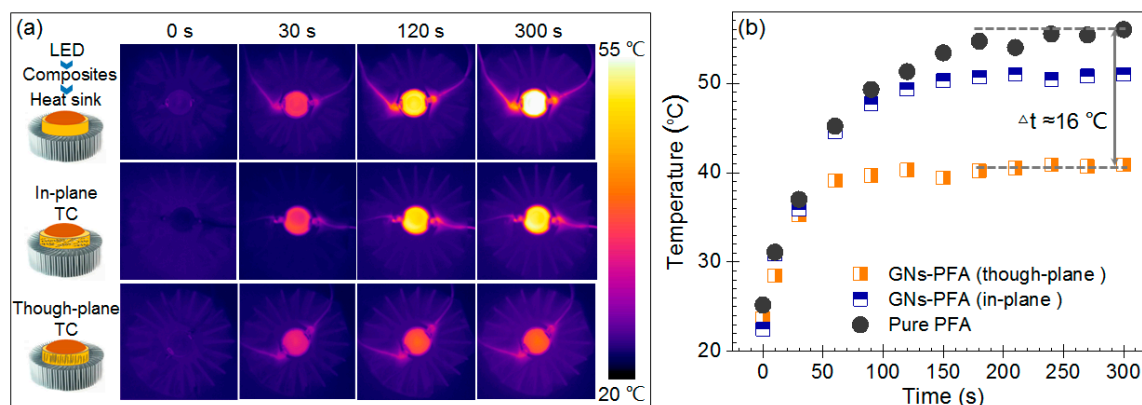 (a)
0 s 30 s 120 s 300 s
LED
Composites
Heat sink
In-plane
TC
Though-plane
TC
55 ℃
20 ℃
(b)
Temperature (°C)
50
40
30
20
△t ≈16 ℃
GNs-PFA (though-plane )
GNs-PFA (in-plane )
Pure PFA
0 50 100 150 200 250 300
Time (s)